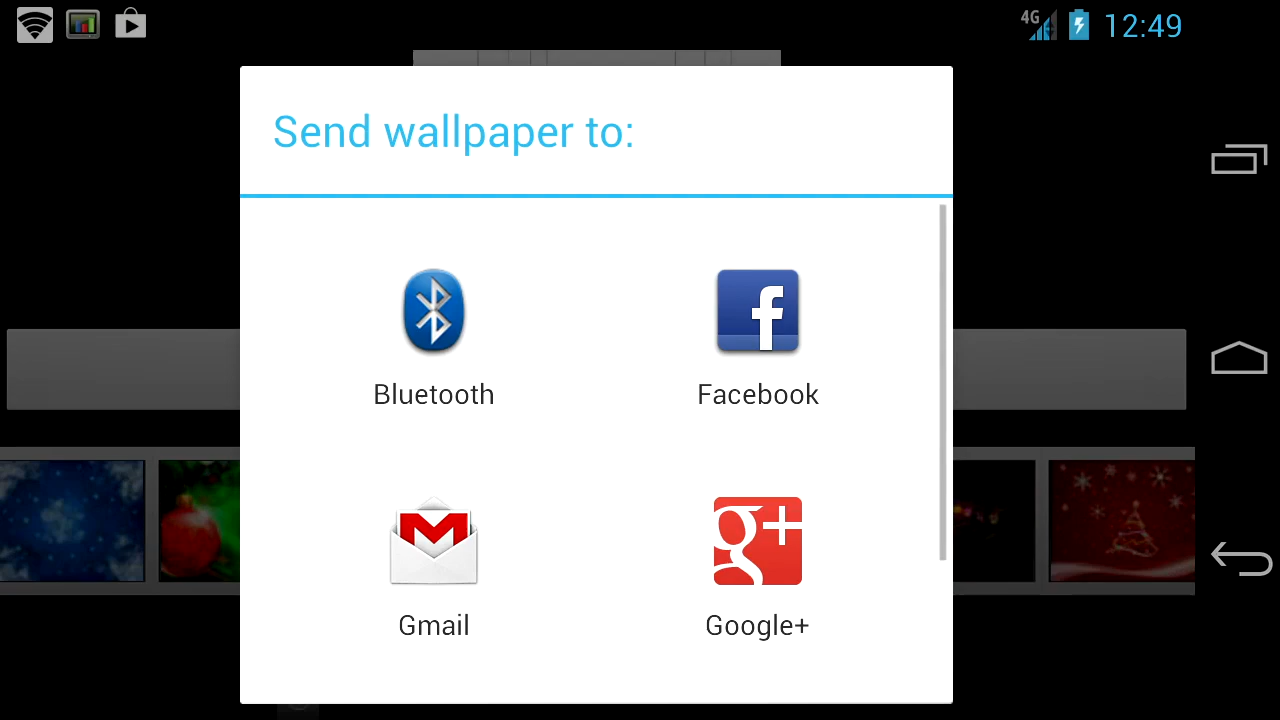 4G 12:49
Send wallpaper to:
Bluetooth
Facebook
Gmail
Google+